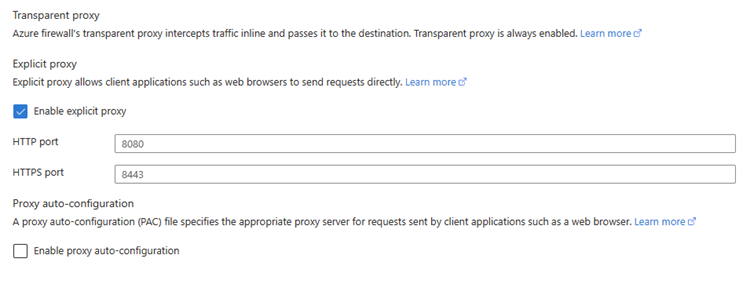 Transparent proxy
Azure firewall's transparent proxy intercepts traffic inline and passes it to the destination. Transparent proxy is always enabled. Learn more
Explicit proxy
Explicit proxy allows client applications such as web browsers to send requests directly. Learn more
Enable explicit proxy
HTTP port 8080
HTTPS port 8443
Proxy auto-configuration
A proxy auto-configuration (PAC) file specifies the appropriate proxy server for requests sent by client applications such as a web browser. Learn more
Enable proxy auto-configuration